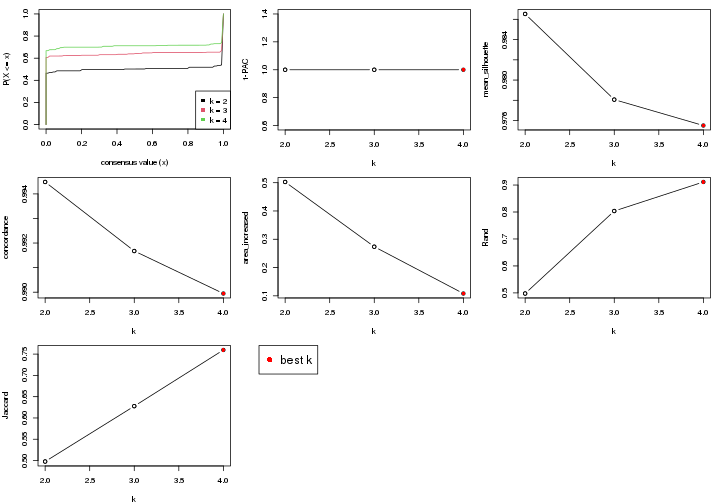 P(X <= x)
0.0 0.2 0.4 0.6 0.8 1.0
k = 2
k = 3
k = 4
0.0 0.2 0.4 0.6 0.8 1.0
consensus value (x)
1-PAC
0.6 0.8 1.0 1.2 1.4
2.0 2.5 3.0 3.5 4.0
k
mean_silhouette
0.976 0.980 0.984
2.0 2.5 3.0 3.5 4.0
k
concordance
0.990 0.992 0.994
2.0 2.5 3.0 3.5 4.0
k
area_increased
0.1 0.2 0.3 0.4 0.5
2.0 2.5 3.0 3.5 4.0
k
Rand
0.5 0.6 0.7 0.8 0.9
2.0 2.5 3.0 3.5 4.0
k
Jaccard
0.50 0.55 0.60 0.65 0.70 0.75
2.0 2.5 3.0 3.5 4.0
k
best k